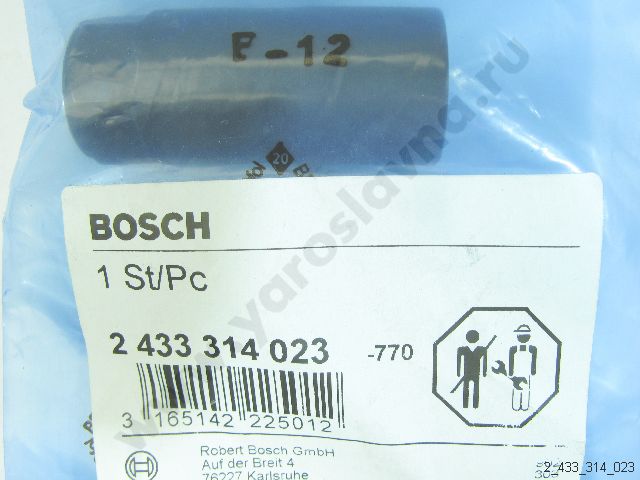 F-12
20
BOSCH
1 St/Pc
2 433 314 023 -770
3 165142 225012
Robert Bosch GmbH
Auf der Breit 4
76227 Karlsruhe
www.yaroslavna.ru
2_433_314_023